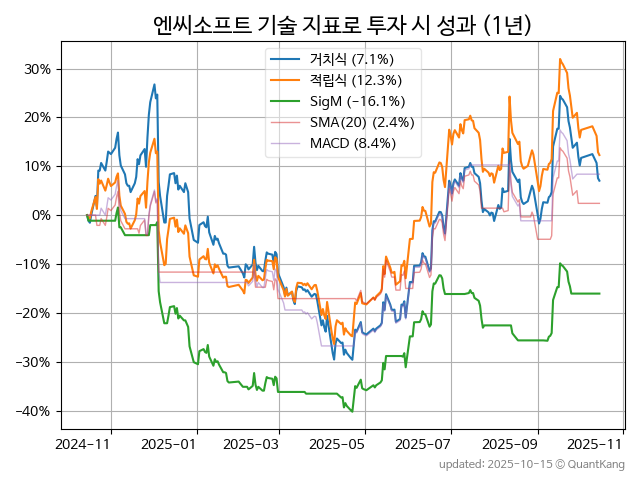 엔씨소프트 기술 지표로 투자 시 성과 (1년)
거치식 (7.1%)
적립식 (12.3%)
SigM (−16.1%)
SMA(20) (2.4%)
MACD (8.4%)
30%
20%
10%
0%
−10%
−20%
−30%
−40%
2024-11 2025-01 2025-03 2025-05 2025-07 2025-09 2025-11
updated: 2025-10-15 © QuantKang